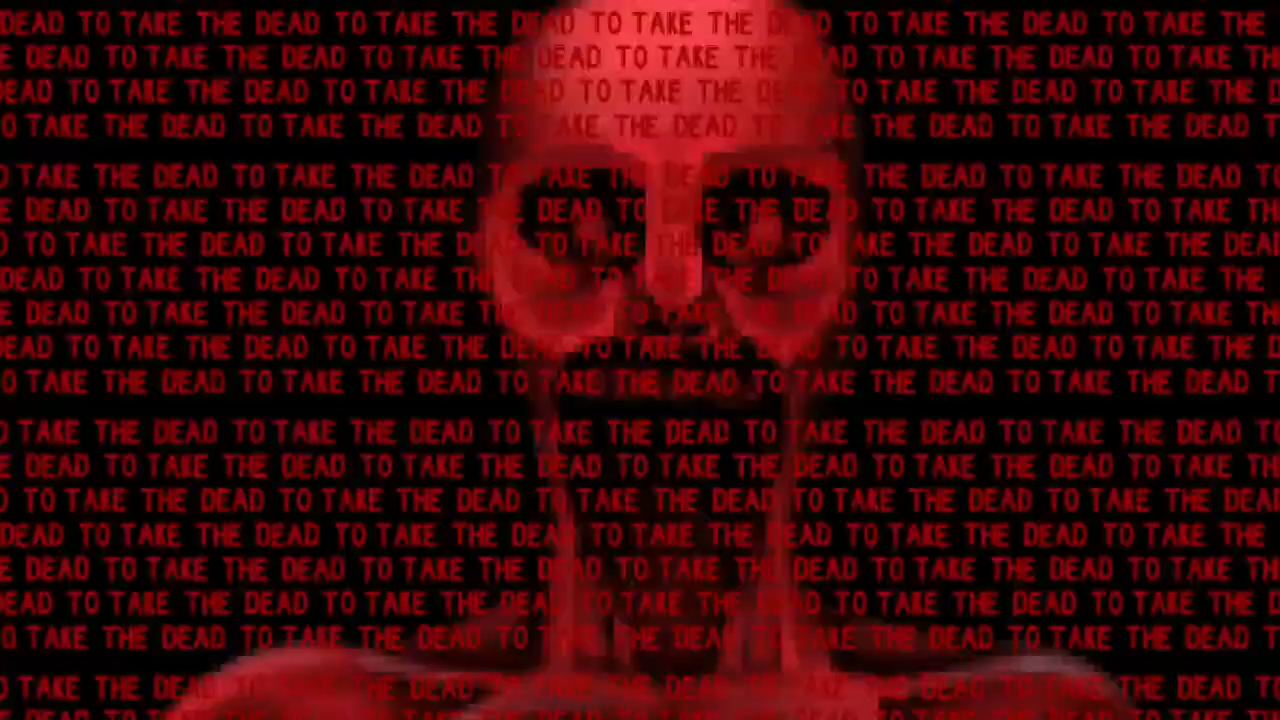 DEAD TO TAKE THE DEAD TO TAKE THE DEAD TO TAKE THE DEAD TO TAKE THE
DEAD TO TAKE THE DEAD TO TAKE THE DEAD TO TAKE THE DEAD TO TAKE THE
TO TAKE THE DEAD TO TAKE THE DEAD TO TAKE THE DEAD TO TAKE THE
TAKE THE DEAD TO TAKE THE DEAD TO TAKE THE DEAD TO TAKE THE DEAD
TAKE THE DEAD TO TAKE THE DEAD TO TAKE THE DEAD TO TAKE THE DEAD TO TAKE THE DEAD
DEAD TO TAKE THE DEAD TO TAKE THE DEAD TO TAKE THE DEAD TO TAKE THE DEAD TO TAKE
TO TAKE THE DEAD TO TAKE THE DEAD TO TAKE THE DEAD TO TAKE THE DEAD TO TAKE THE
DEAD TO TAKE THE DEAD TO TAKE THE DEAD TO TAKE THE DEAD TO TAKE THE DEAD TO TAKE THE
DEAD TO TAKE THE DEAD TO TAKE THE DEAD TO TAKE THE DEAD TO TAKE THE DEAD TO TAKE THE
TO TAKE THE DEAD TO TAKE THE DEAD TO TAKE THE DEAD TO TAKE THE DEAD TO TAKE THE
TAKE THE DEAD TO TAKE THE DEAD TO TAKE THE DEAD TO TAKE THE DEAD TO TAKE THE DEAD
TAKE THE DEAD TO TAKE THE DEAD TO TAKE THE DEAD TO TAKE THE DEAD TO TAKE THE DEAD
DEAD TO TAKE THE DEAD TO TAKE THE DEAD TO TAKE THE DEAD TO TAKE THE DEAD TO TAKE
TO TAKE THE DEAD TO TAKE THE DEAD TO TAKE THE DEAD TO TAKE THE DEAD TO TAKE THE
DEAD TO TAKE THE DEAD TO TAKE THE DEAD TO TAKE THE DEAD TO TAKE THE DEAD TO TAKE THE
DEAD TO TAKE THE DEAD TO TAKE THE DEAD TO TAKE THE DEAD TO TAKE THE DEAD TO TAKE THE
TO TAKE THE DEAD TO TAKE THE DEAD TO TAKE THE DEAD TO TAKE THE DEAD TO TAKE THE
TAKE THE DEAD TO TAKE THE DEAD TO TAKE THE DEAD TO TAKE THE DEAD TO TAKE THE DEAD
TAKE THE DEAD TO TAKE THE DEAD TO TAKE THE DEAD TO TAKE THE DEAD TO TAKE THE DEAD